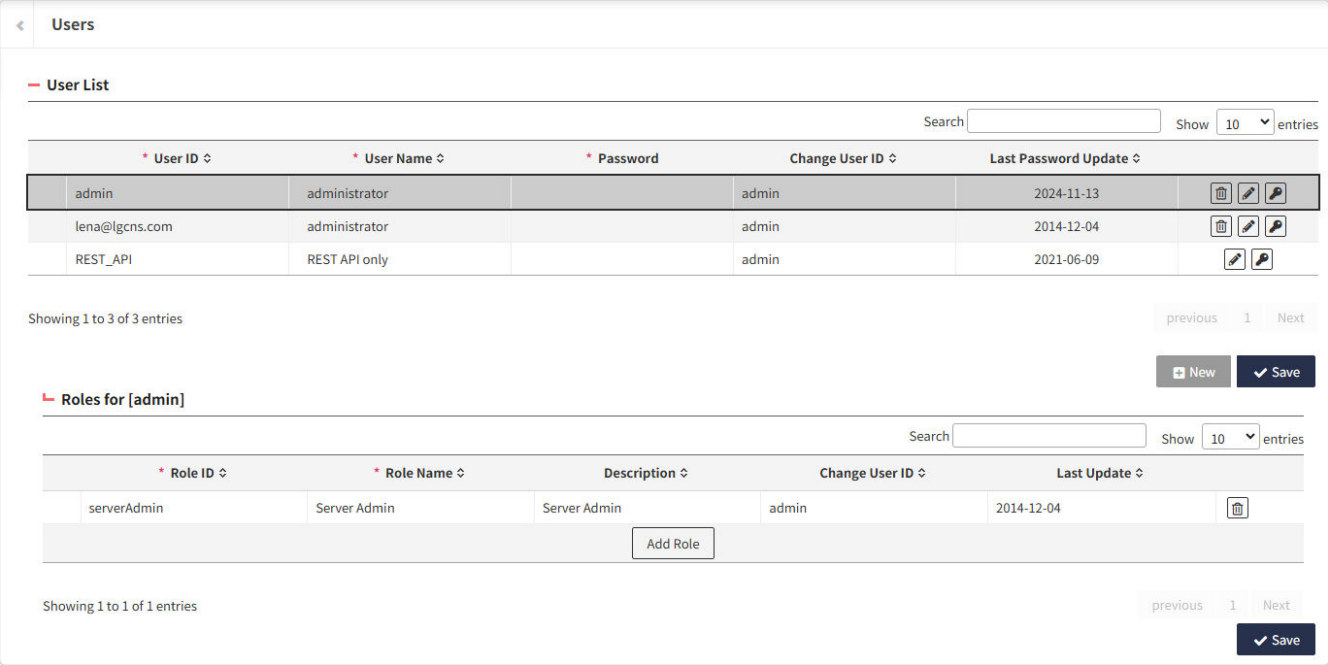 Users
User List
Search Show 10 entries
* User ID * User Name * Password Change User ID Last Password Update
admin administrator admin 2024-11-13
lena@lgcns.com administrator admin 2014-12-04
REST_API REST API only admin 2021-06-09
Showing 1 to 3 of 3 entries previous 1 Next
New Save
Roles for [admin]
Search Show 10 entries
* Role ID * Role Name Description Change User ID Last Update
serverAdmin Server Admin Server Admin admin 2014-12-04
Add Role
Showing 1 to 1 of 1 entries previous 1 Next
Save